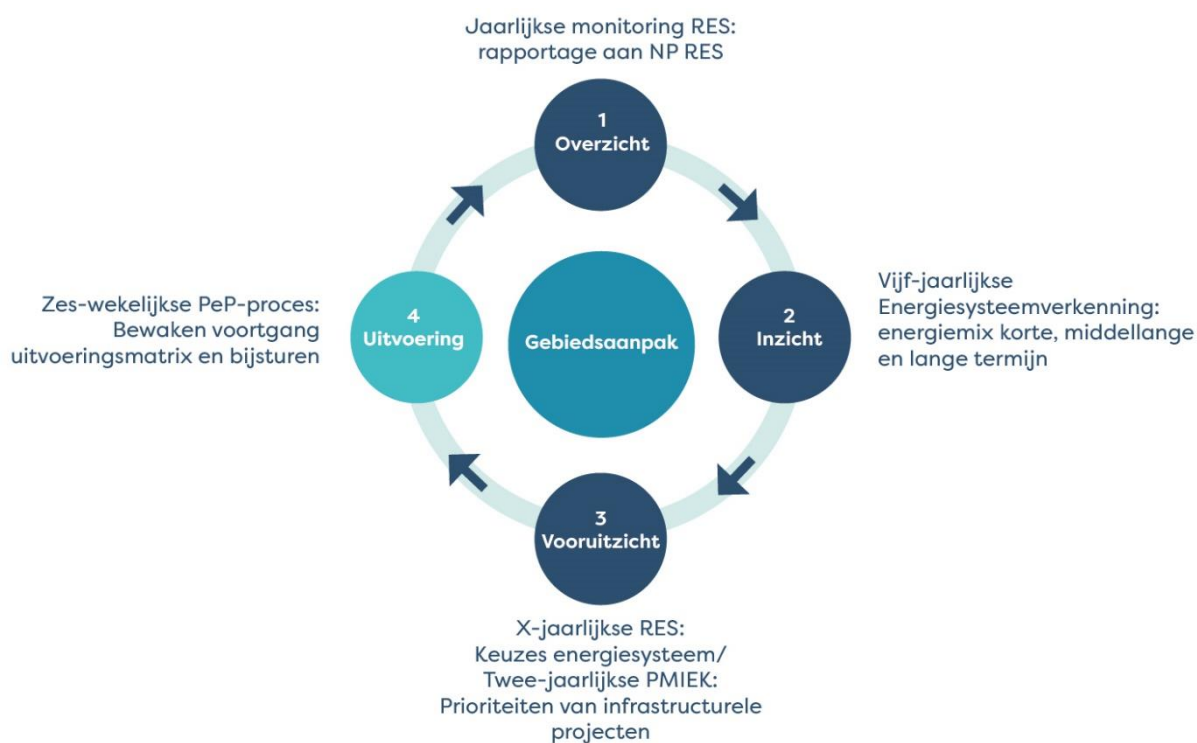 Jaarlijkse monitoring RES:
rapportage aan NP RES
1
Overzicht
Vijf-jaarlijkse
Energiesysteemverkenning:
energiemix korte, middellange
en lange termijn
2
Inzicht
Gebiedsaanpak
4
Uitvoering
Zes-wekelijkse PeP-proces:
Bewaken voortgang
uitvoeringsmatrix en bijsturen
3
Vooruitzicht
X-jaarlijkse RES:
Keuzes energiesysteem/
Twee-jaarlijkse PMIEK:
Prioriteiten van infrastructurele
projecten